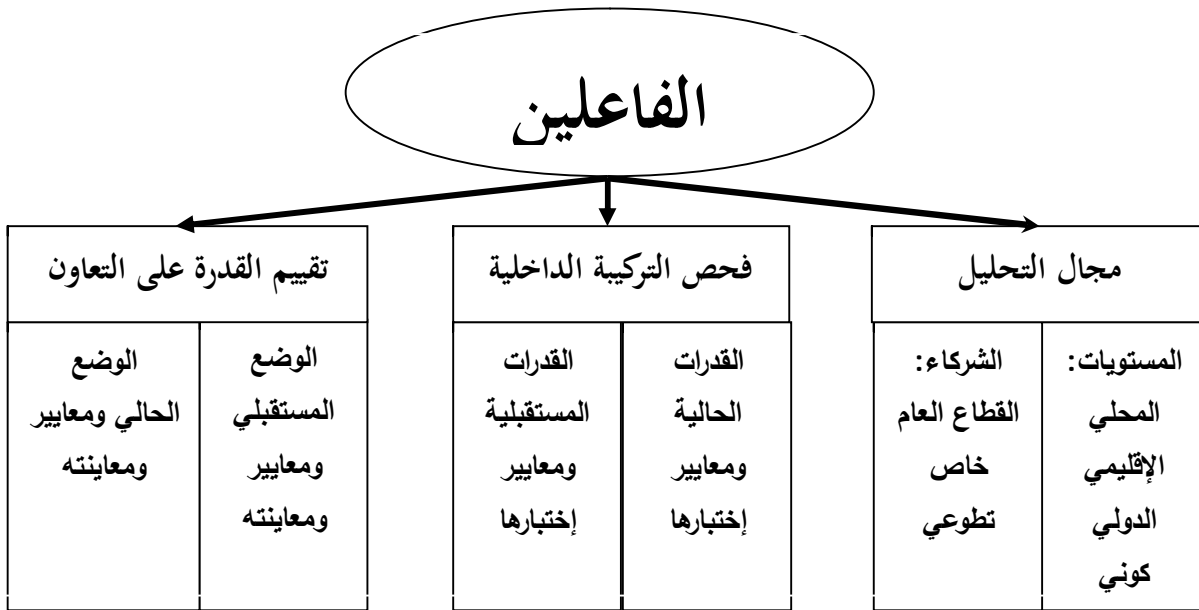 الفاعلين
مجال التحليل
المستويات:
المحلي
الإقليمي
الدولي
كوني
الشركاء:
القطاع العام
خاص
تطوعي
فحص التركيبة الداخلية
القدرات
الحالية
ومعايير
إختبارها
القدرات
المستقبلية
ومعايير
إختبارها
تقييم القدرة على التعاون
الوضع
المستقبلي
ومعايير
ومعاينته
الوضع
الحالي ومعايير
ومعاينته